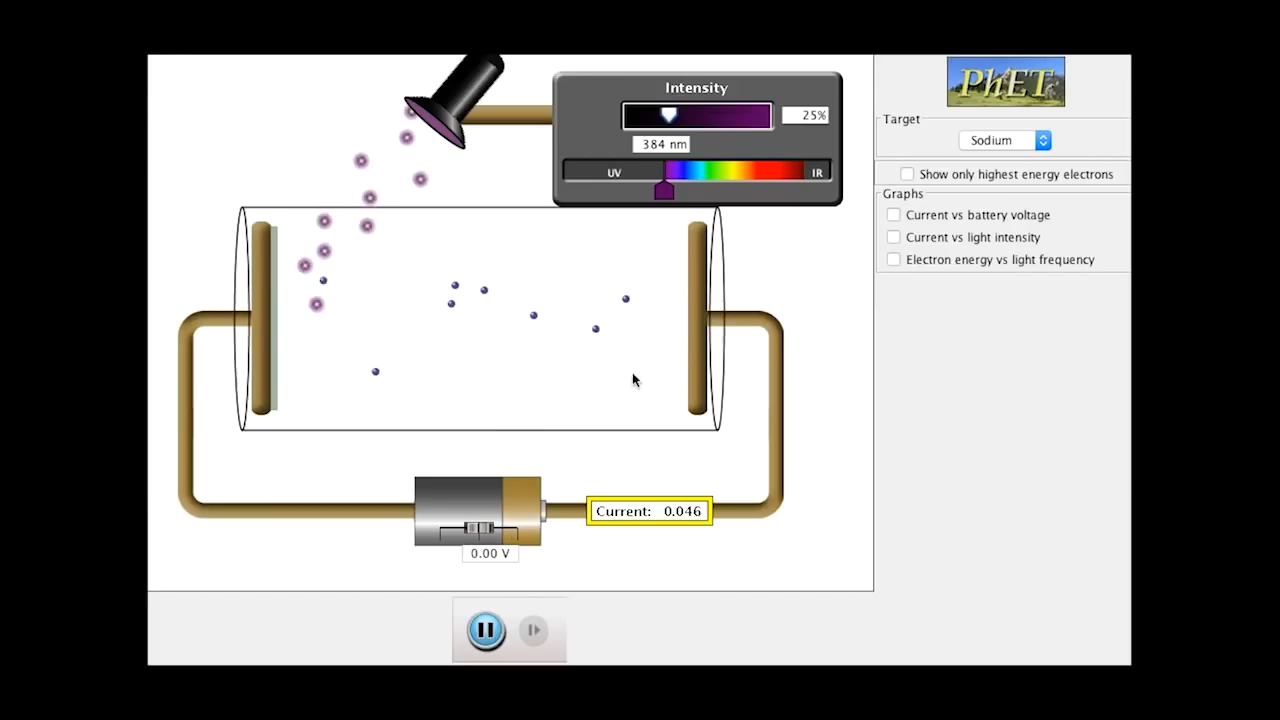 Intensity
25%
384 nm
UV
IR
Current: 0.046
0.00 V
PhET
Target
Sodium
Show only highest energy electrons
Graphs
Current vs battery voltage
Current vs light intensity
Electron energy vs light frequency